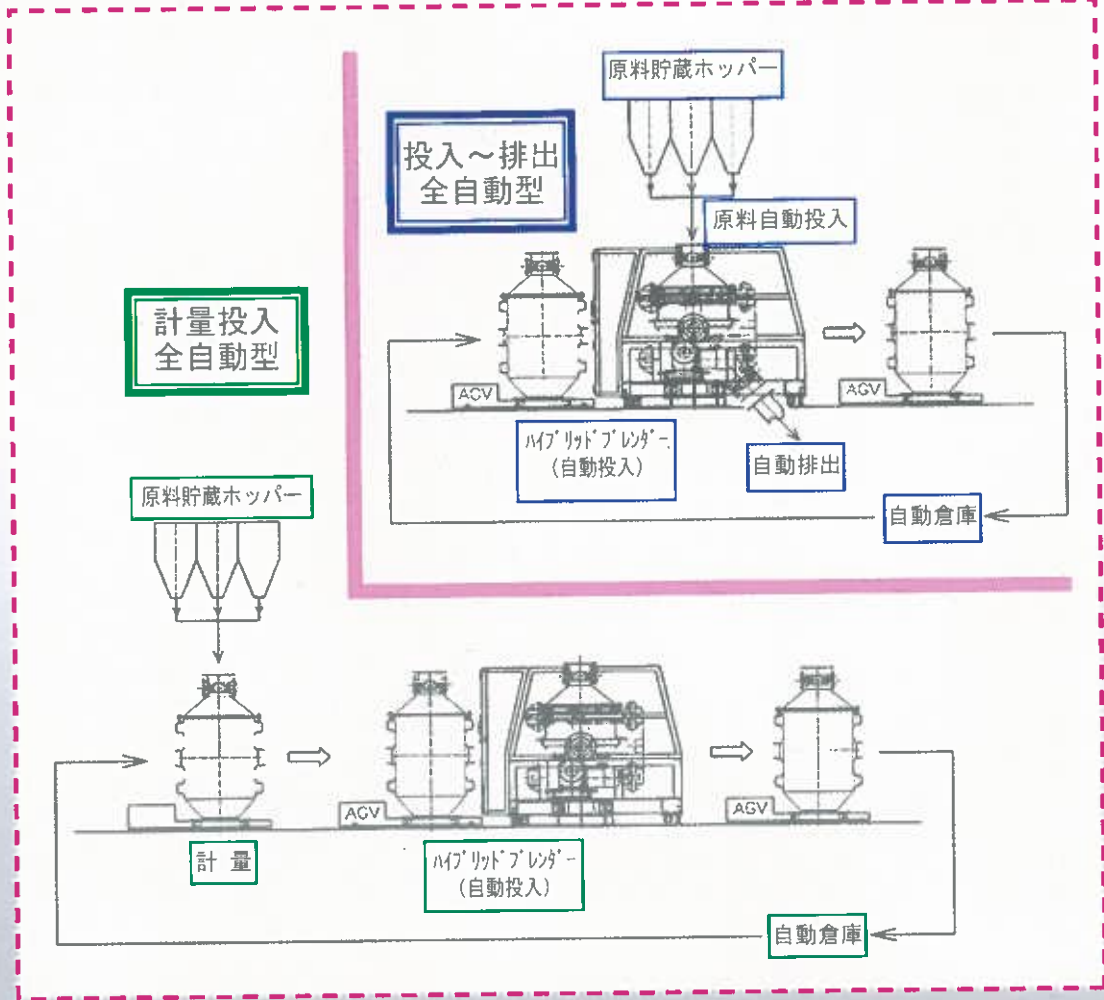 原料貯蔵ホッパー
投入～排出
全自動型
原料自動投入
AGV
AGV
ﾊｲﾌﾞﾘｯﾄﾞﾌﾞﾚﾝﾀﾞｰ
(自動投入)
自動排出
自動倉庫
計量投入
全自動型
原料貯蔵ホッパー
AGV
AGV
計 量
ﾊｲﾌﾞﾘｯﾄﾞﾌﾞﾚﾝﾀﾞｰ
(自動投入)
自動倉庫